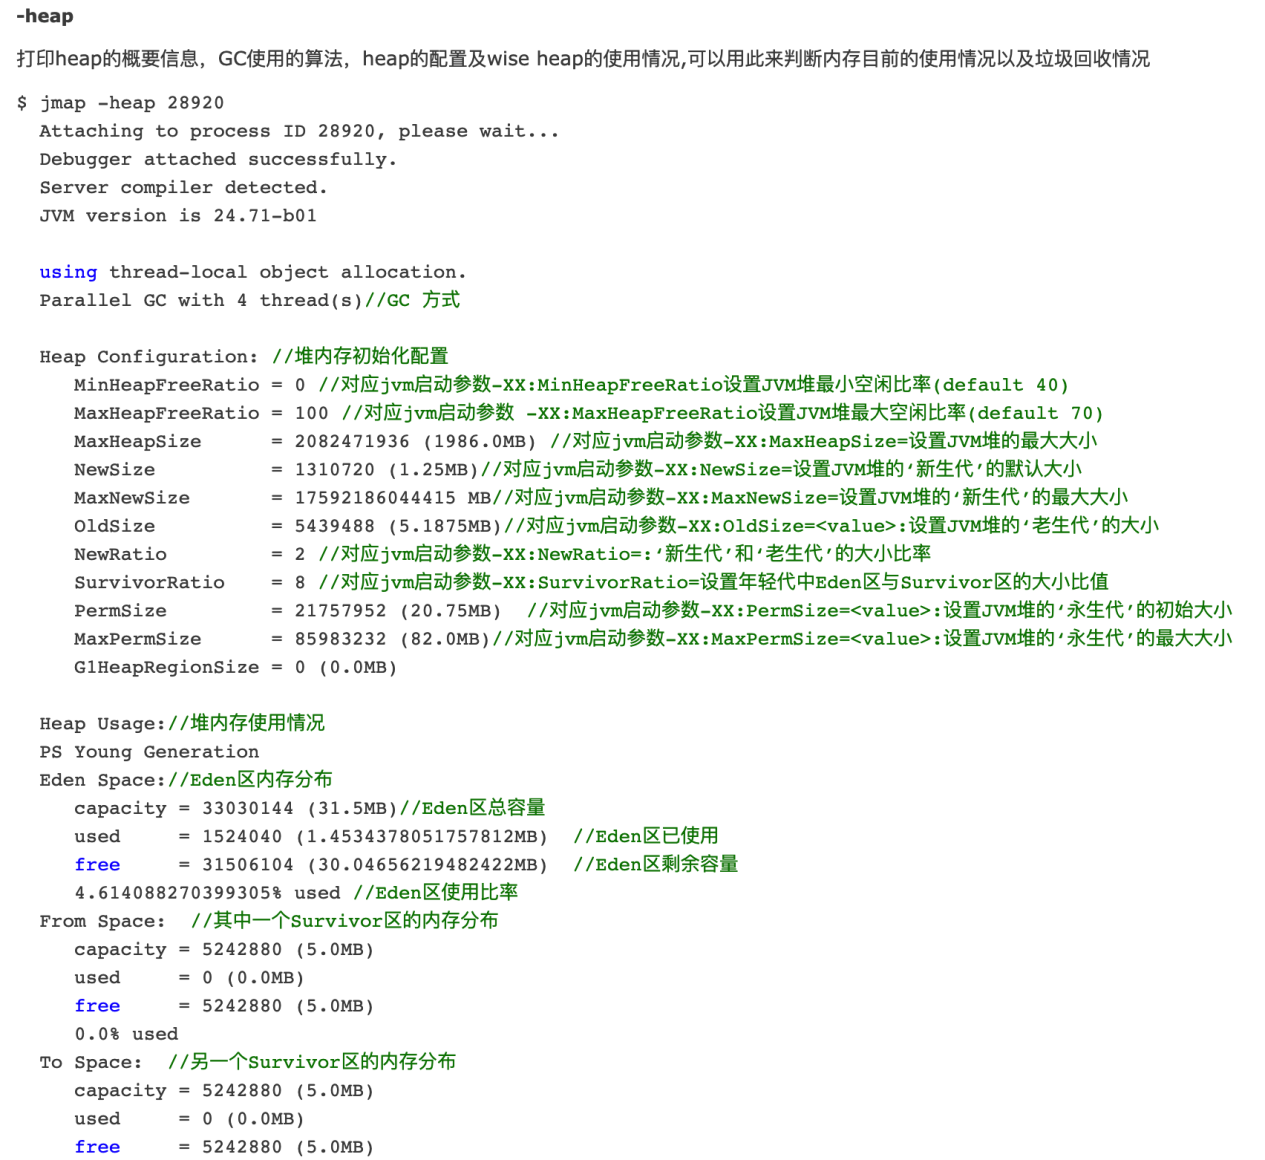 -heap
打印heap的概要信息，GC使用的算法，heap的配置及wise heap的使用情况,可以用此来判断内存目前的使用情况以及垃圾回收情况
$ jmap -heap 28920
Attaching to process ID 28920, please wait...
Debugger attached successfully.
Server compiler detected.
JVM version is 24.71-b01
using thread-local object allocation.
Parallel GC with 4 thread(s)//GC 方式
Heap Configuration: //堆内存初始化配置
MinHeapFreeRatio = 0 //对应jvm启动参数-XX:MinHeapFreeRatio设置JVM堆最小空闲比率(default 40)
MaxHeapFreeRatio = 100 //对应jvm启动参数 -XX:MaxHeapFreeRatio设置JVM堆最大空闲比率(default 70)
MaxHeapSize      = 2082471936 (1986.0MB) //对应jvm启动参数-XX:MaxHeapSize=设置JVM堆的最大大小
NewSize          = 1310720 (1.25MB)//对应jvm启动参数-XX:NewSize=设置JVM堆的‘新生代’的默认大小
MaxNewSize       = 17592186044415 MB//对应jvm启动参数-XX:MaxNewSize=设置JVM堆的‘新生代’的最大大小
OldSize          = 5439488 (5.1875MB)//对应jvm启动参数-XX:OldSize=<value>:设置JVM堆的‘老生代’的大小
NewRatio         = 2 //对应jvm启动参数-XX:NewRatio=:‘新生代’和‘老生代’的大小比率
SurvivorRatio    = 8 //对应jvm启动参数-XX:SurvivorRatio=设置年轻代中Eden区与Survivor区的大小比值
PermSize         = 21757952 (20.75MB)  //对应jvm启动参数-XX:PermSize=<value>:设置JVM堆的‘永生代’的初始大小
MaxPermSize      = 85983232 (82.0MB)//对应jvm启动参数-XX:MaxPermSize=<value>:设置JVM堆的‘永生代’的最大大小
G1HeapRegionSize = 0 (0.0MB)
Heap Usage://堆内存使用情况
PS Young Generation
Eden Space://Eden区内存分布
capacity = 33030144 (31.5MB)//Eden区总容量
used     = 1524040 (1.4534378051757812MB)  //Eden区已使用
free     = 31506104 (30.04656219482422MB)  //Eden区剩余容量
4.614088270399305% used //Eden区使用比率
From Space:  //其中一个Survivor区的内存分布
capacity = 5242880 (5.0MB)
used     = 0 (0.0MB)
free     = 5242880 (5.0MB)
0.0% used
To Space:  //另一个Survivor区的内存分布
capacity = 5242880 (5.0MB)
used     = 0 (0.0MB)
free     = 5242880 (5.0MB)